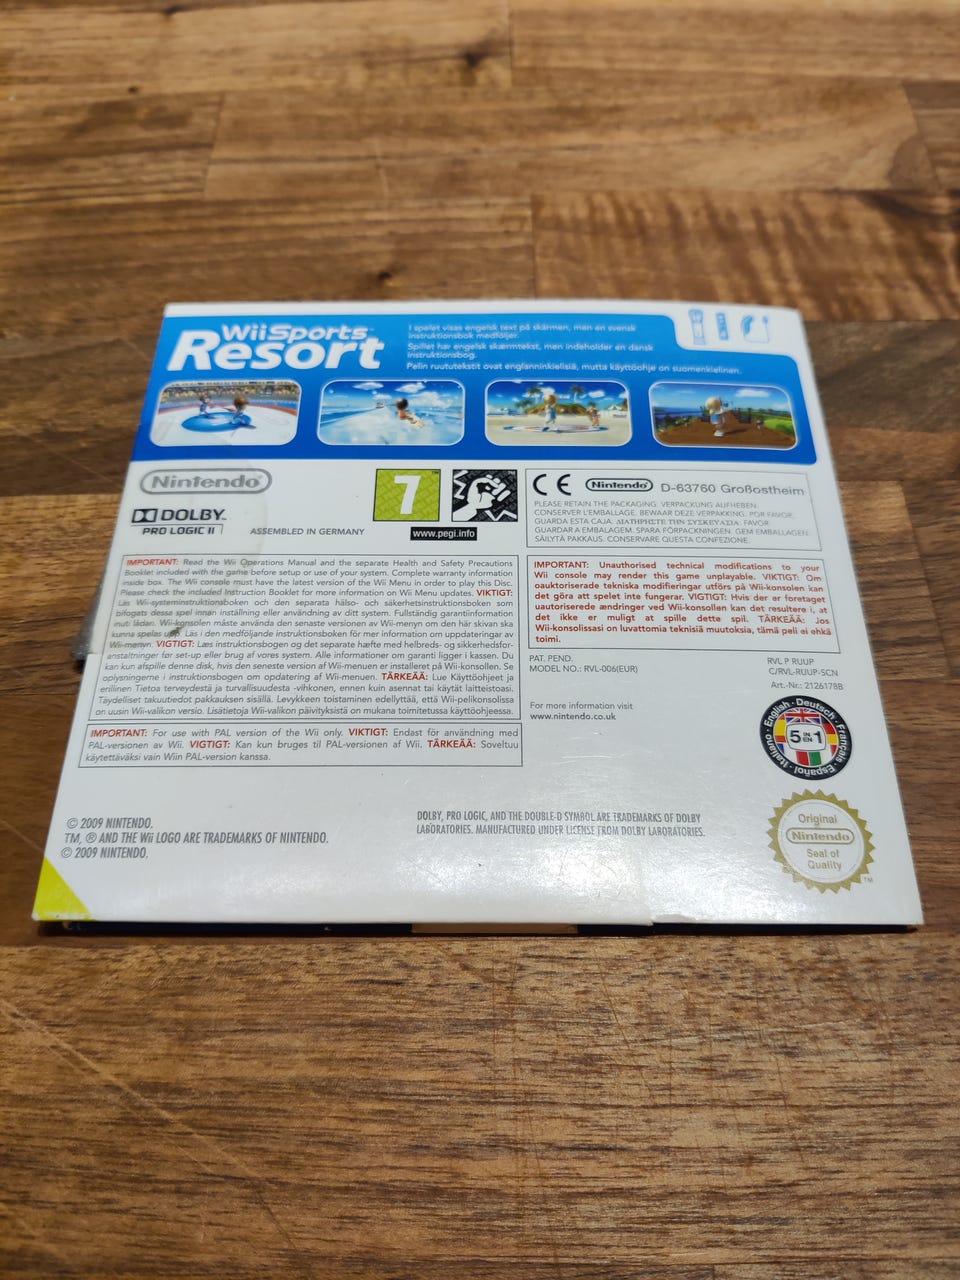 WiiSports™
Resort
I spelet visas engelsk text på skärmen, men en svensk
instruktionsbok medföljer.
Spillet har engelsk skærmtekst, men indeholder en dansk
instruktionsbog.
Pelin ruututekstit ovat englanninkielisiä, mutta käyttöohje on suomenkielinen.
Nintendo®
DOLBY™
PRO LOGIC II
ASSEMBLED IN GERMANY
7™
www.pegi.info
CE Nintendo® D-63760 Großostheim
PLEASE RETAIN THE PACKAGING. VERPACKUNG AUFHEBEN.
CONSERVER L'EMBALLAGE. BEWAAR DEZE VERPAKKING. POR FAVOR,
GUARDA ESTA CAJA. ΔΙΑΤΗΡΗΣΤΕ ΤΗΝ ΣΥΣΚΕΥΑΣΙΑ. FAVOR
GUARDAR A EMBALAGEM. SPARA FÖRPACKNINGEN. GEM EMBALLAGEN.
SÄILYTÄ PAKKAUS. CONSERVARE QUESTA CONFEZIONE.
IMPORTANT: Read the Wii Operations Manual and the separate Health and Safety Precautions
Booklet included with the game before setup or use of your system. Complete warranty information
inside box. The Wii console must have the latest version of the Wii Menu in order to play this Disc.
Please check the included Instruction Booklet for more information on Wii Menu updates. VIKTIGT:
Läs Wii-systeminstruktionsboken och den separata hälso- och säkerhetsinstruktionsboken som
bifogats dessa spel innan inställning eller användning av ditt system. Fullständig garantiinformation
inuti lådan. Wii-konsolen måste använda den senaste versionen av Wii-menyn om den här skivan ska
kunna spelas upp. Läs i den medföljande instruktionsboken för mer information om uppdateringar av
Wii-menyn. VIGTIGT: Læs instruktionsbogen og det separate hæfte med helbreds- og sikkerhedsfor-
anstaltninger før set-up eller brug af vores system. Alle informationer om garanti ligger i kassen. Du
kan kun afspille denne disk, hvis den seneste version af Wii-menuen er installeret på Wii-konsollen. Se
oplysningerne i instruktionsbogen om opdatering af Wii-menuen. TÄRKEÄÄ: Lue Käyttöohjeet ja
erillinen Tietoa terveydestä ja turvallisuudesta -vihkonen, ennen kuin asennat tai käytät laitteistoasi.
Täydelliset takuutiedot pakkauksen sisällä. Levykkeen toistaminen edellyttää, että Wii-pelikonsolissa
on uusin Wii-valikon versio. Lisätietoja Wii-valikon päivityksistä on mukana toimitetussa käyttöohjeessa.
IMPORTANT: Unauthorised technical modifications to your
Wii console may render this game unplayable. VIKTIGT: Om
oauktoriserade tekniska modifieringar utförs på Wii-konsolen kan
det göra att spelet inte fungerar. VIGTIGT: Hvis der er foretaget
uautoriserede ændringer ved Wii-konsollen kan det resultere i, at
det ikke er muligt at spille dette spil. TÄRKEÄÄ: Jos
Wii-konsolissasi on luvattomia teknisiä muutoksia, tämä peli ei ehkä
toimi.
PAT. PEND.
MODEL NO.: RVL-006(EUR)
RVL P RUUP
C/RVL-RUUP-SCN
Art.-Nr.: 2126178B
For more information visit
www.nintendo.co.uk
English · Deutsch · Français · Español · Italiano
5 IN EN 1
IMPORTANT: For use with PAL version of the Wii only. VIKTIGT: Endast för användning med
PAL-versionen av Wii. VIGTIGT: Kan kun bruges til PAL-versionen af Wii. TÄRKEÄÄ: Soveltuu
käytettäväksi vain Wiin PAL-version kanssa.
© 2009 NINTENDO.
TM, ® AND THE Wii LOGO ARE TRADEMARKS OF NINTENDO.
© 2009 NINTENDO.
DOLBY, PRO LOGIC, AND THE DOUBLE-D SYMBOL ARE TRADEMARKS OF DOLBY
LABORATORIES. MANUFACTURED UNDER LICENSE FROM DOLBY LABORATORIES.
Original
Nintendo®
Seal of
Quality
TM